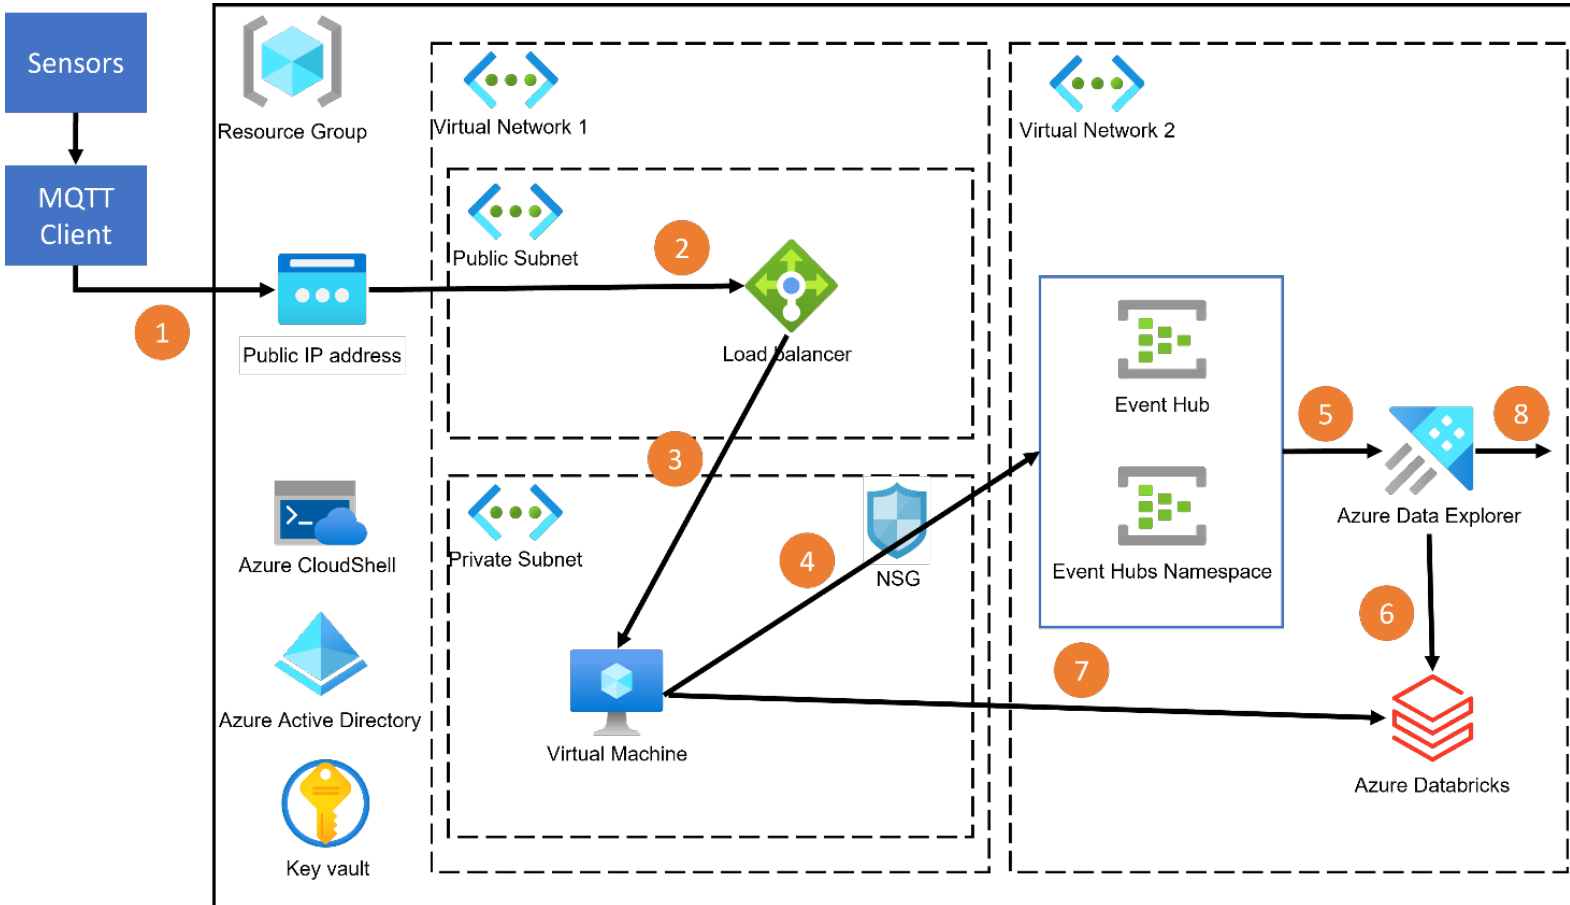 Sensors
MQTT
Client
Resource Group
Virtual Network 1
Virtual Network 2
Public Subnet
2
1
Public IP address
Load balancer
Event Hub
5
8
3
Azure CloudShell
Private Subnet
4
NSG
Event Hubs Namespace
Azure Data Explorer
6
7
Azure Active Directory
Virtual Machine
Azure Databricks
Key vault